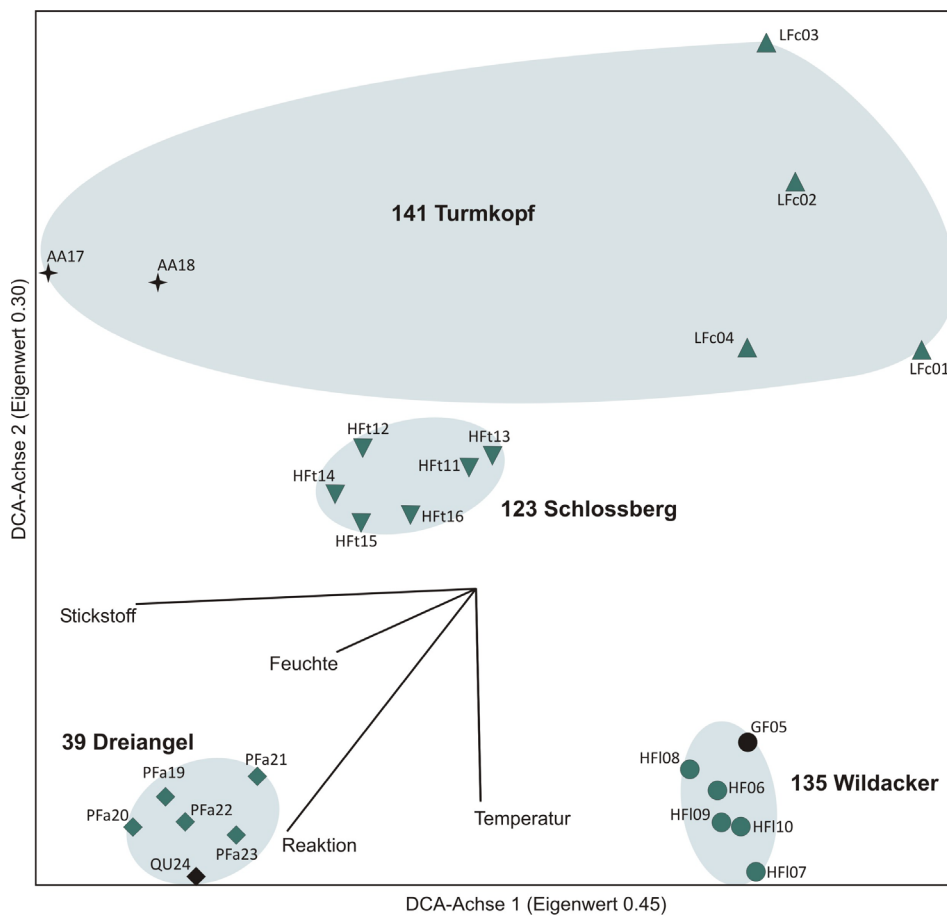 LFc03
LFc02
141 Turmkopf
AA17
AA18
LFc04
LFc01
DCA-Achse 2 (Eigenwert 0.30)
HFt12
HFt13
HFt14
HFt11
123 Schlossberg
HFt16
HFt15
Stickstoff
Feuchte
39 Dreiangel
GF05
PFa19
PFa21
HFl08
135 Wildacker
HF06
PFa20
PFa22
HFl09
HFl10
Temperatur
Reaktion
PFa23
QU24
HFl07
DCA-Achse 1 (Eigenwert 0.45)